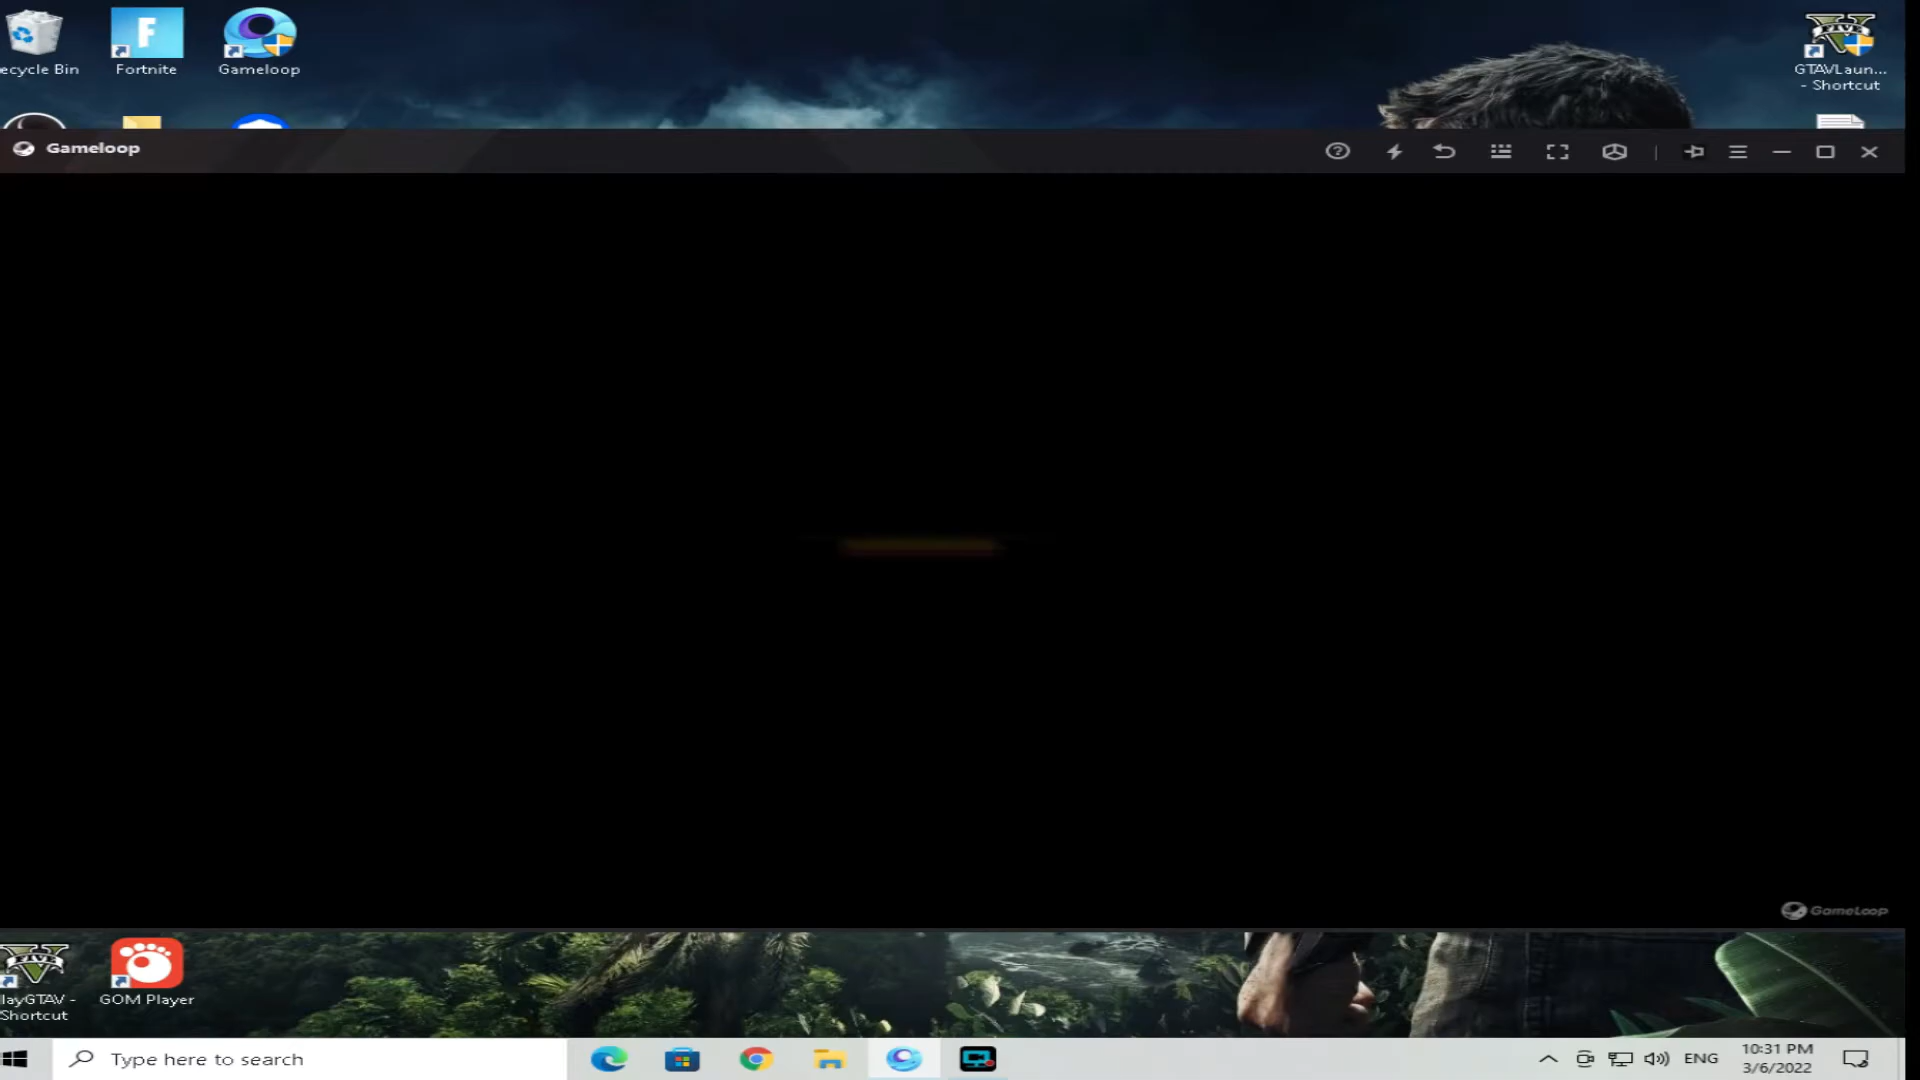 ecycle Bin
Fortnite
Gameloop
GTAVLaun...
- Shortcut
Gameloop
GameLoop
layGTAV -
Shortcut
GOM Player
Type here to search
ENG
10:31 PM
3/6/2022